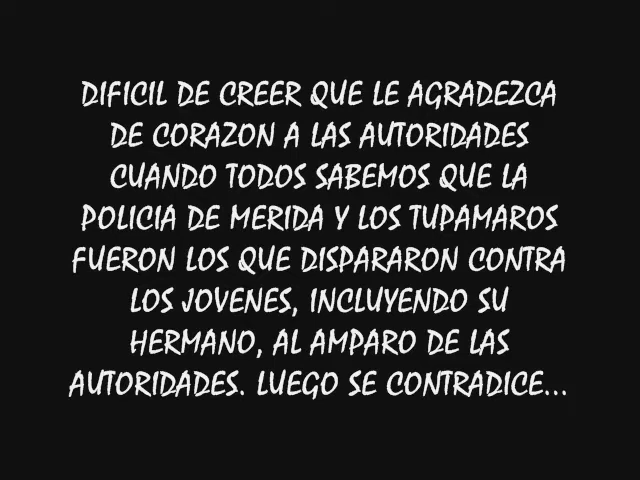 DIFICIL DE CREER QUE LE AGRADEZCA
DE CORAZON A LAS AUTORIDADES
CUANDO TODOS SABEMOS QUE LA
POLICIA DE MERIDA Y LOS TUPAMAROS
FUERON LOS QUE DISPARARON CONTRA
LOS JOVENES, INCLUYENDO SU
HERMANO, AL AMPARO DE LAS
AUTORIDADES. LUEGO SE CONTRADICE...